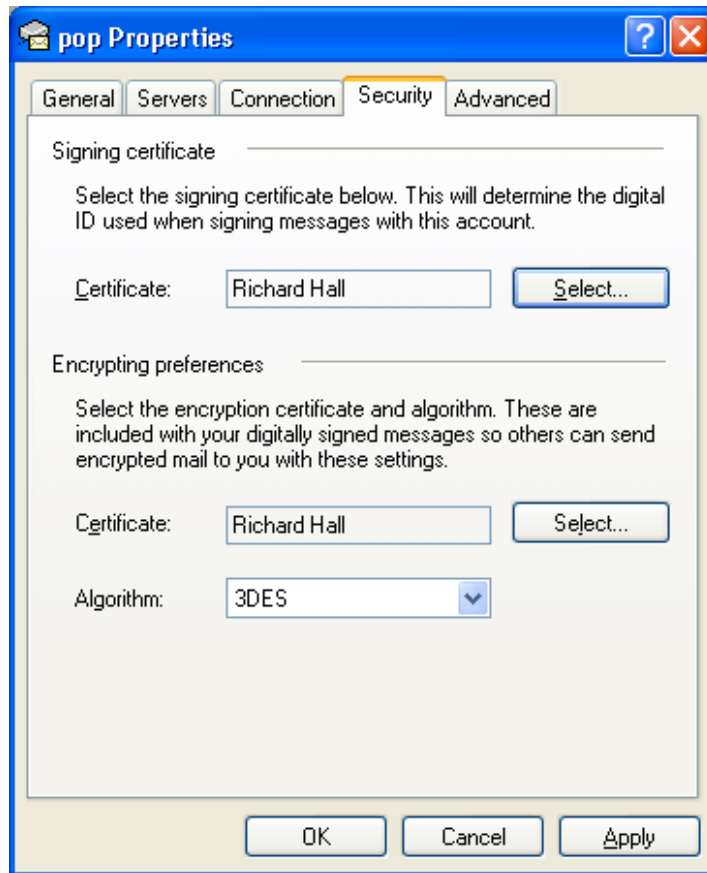 pop Properties
General Servers Connection Security Advanced
Signing certificate
Select the signing certificate below. This will determine the digital
ID used when signing messages with this account.
Certificate: Richard Hall Select...
Encrypting preferences
Select the encryption certificate and algorithm. These are
included with your digitally signed messages so others can send
encrypted mail to you with these settings.
Certificate: Richard Hall Select...
Algorithm: 3DES
OK Cancel Apply